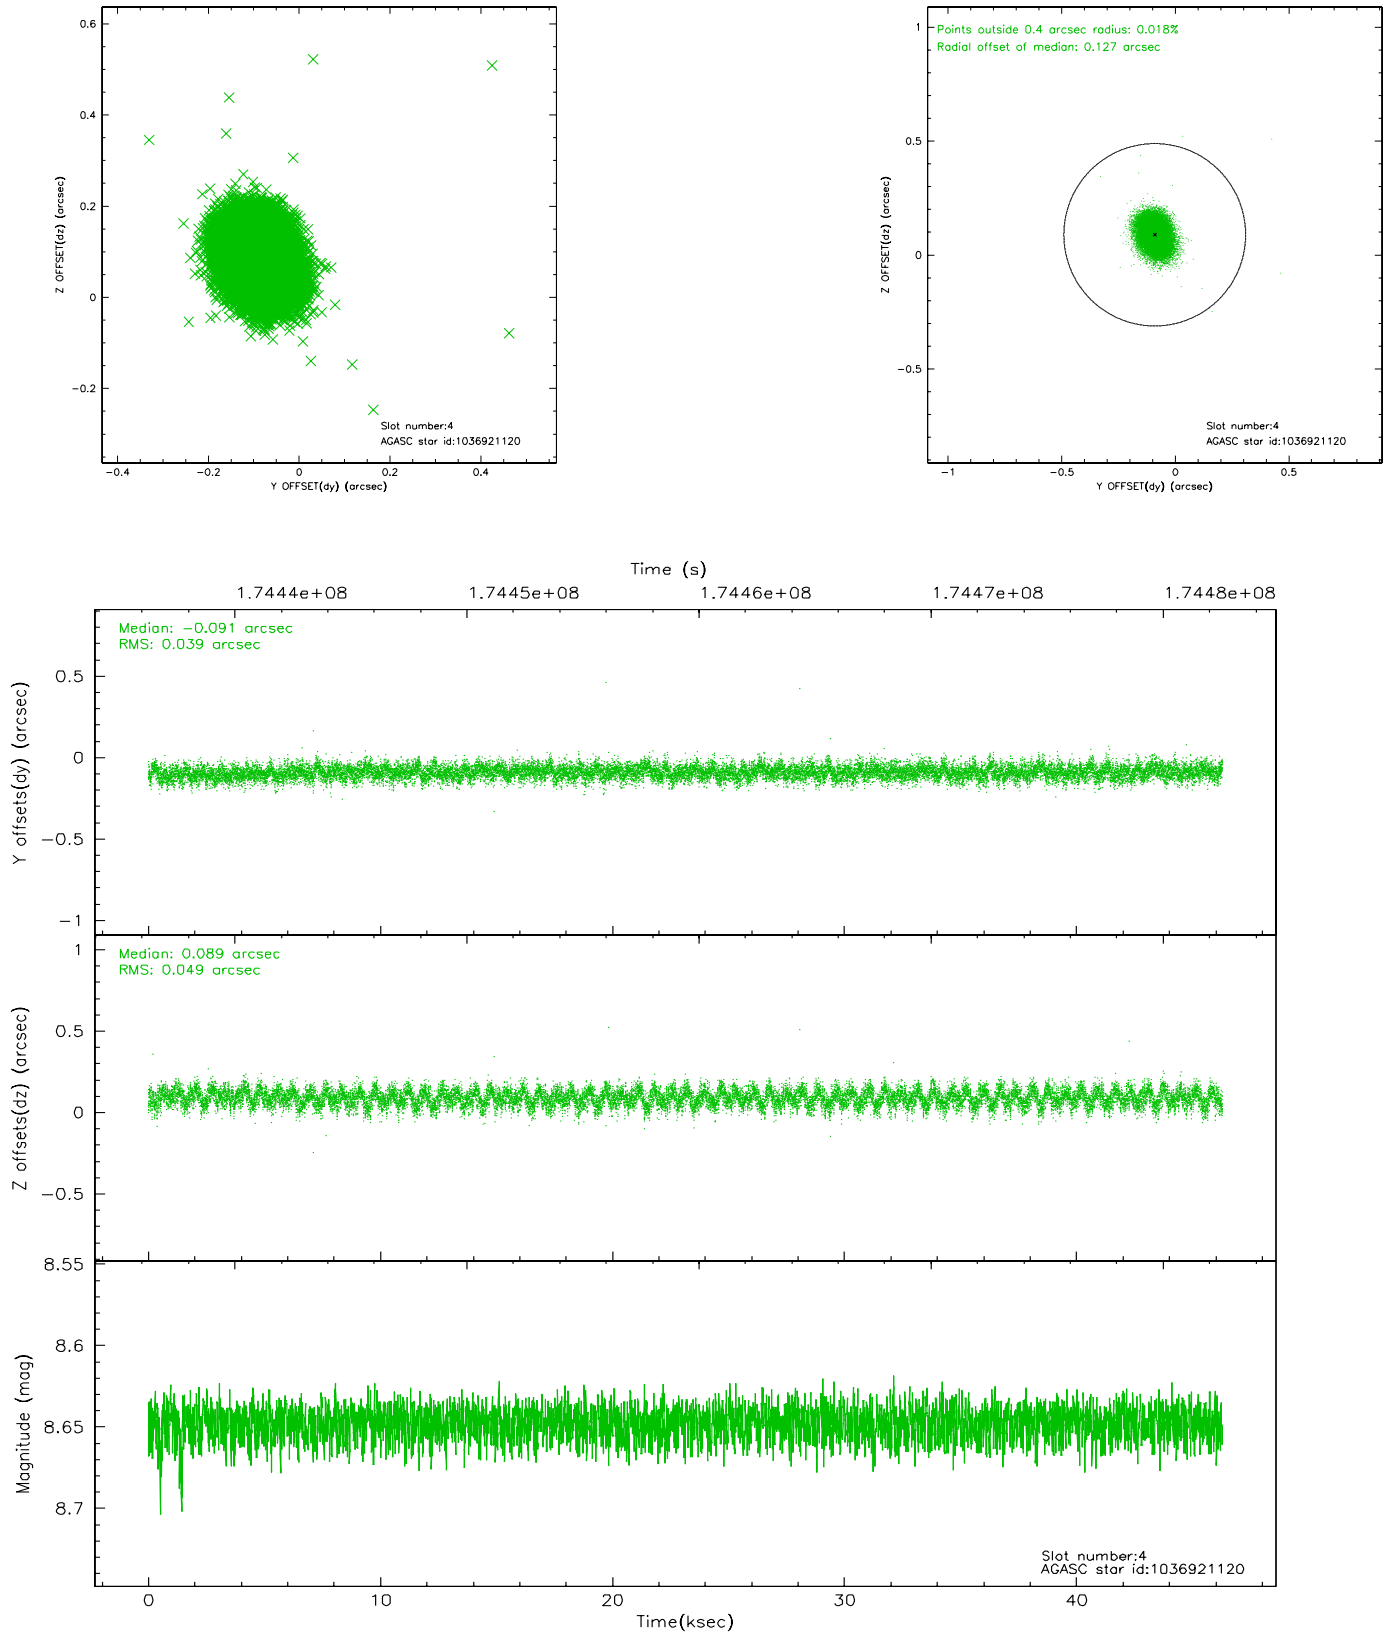 0.6
0.4
0.2
0
−0.2
Z OFFSET(dz) (arcsec)
−0.4 −0.2 0 0.2 0.4
Y OFFSET(dy) (arcsec)
Slot number:4
AGASC star id:1036921120
Points outside 0.4 arcsec radius: 0.018%
Radial offset of median: 0.127 arcsec
1
0.5
0
−0.5
Z OFFSET(dz) (arcsec)
−1 −0.5 0 0.5
Y OFFSET(dy) (arcsec)
Slot number:4
AGASC star id:1036921120
Time (s)
1.7444e+08 1.7445e+08 1.7446e+08 1.7447e+08 1.7448e+08
Median: −0.091 arcsec
RMS: 0.039 arcsec
0.5
0
−0.5
−1
Y offsets(dy) (arcsec)
Median: 0.089 arcsec
RMS: 0.049 arcsec
1
0.5
0
−0.5
Z offsets(dz) (arcsec)
8.55
8.6
8.65
8.7
Magnitude (mag)
Slot number:4
AGASC star id:1036921120
0 10 20 30 40
Time(ksec)